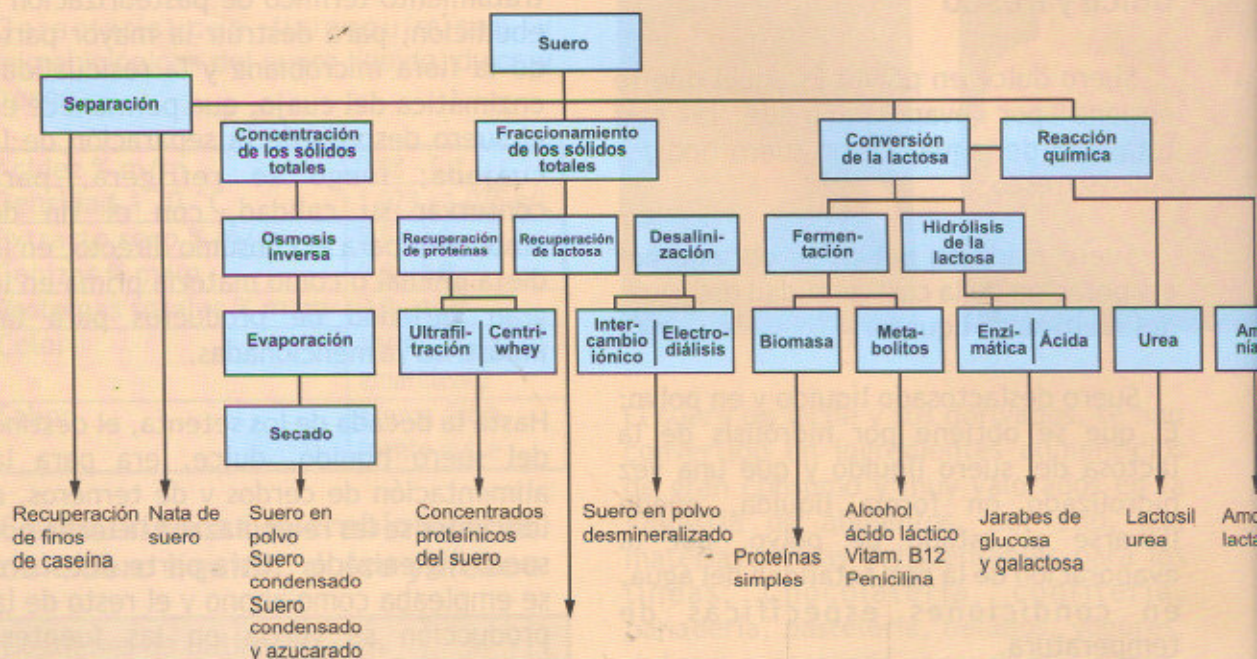 Suero
Separación
Concentración
de los sólidos
totales
Fraccionamiento
de los sólidos
totales
Conversión
de la lactosa
Reacción
química
Osmosis
inversa
Recuperación
de proteínas
Recuperación
de lactosa
Desalini-
zación
Fermen-
tación
Hidrólisis
de la
lactosa
Evaporación
Ultrafil-
tración
Centri-
whey
Inter-
cambio
iónico
Electro-
diálisis
Biomasa
Meta-
bolitos
Enzi-
mática
Ácida
Urea
Am
nía
Secado
Recuperación
de finos
de caseína
Nata de
suero
Suero en
polvo
Suero
condensado
Suero
condensado
y azucarado
Concentrados
proteínicos
del suero
Suero en polvo
desmineralizado
Proteínas
simples
Alcohol
ácido láctico
Vitam. B12
Penicilina
Jarabes de
glucosa
y galactosa
Lactosil
urea
Amo
lactá